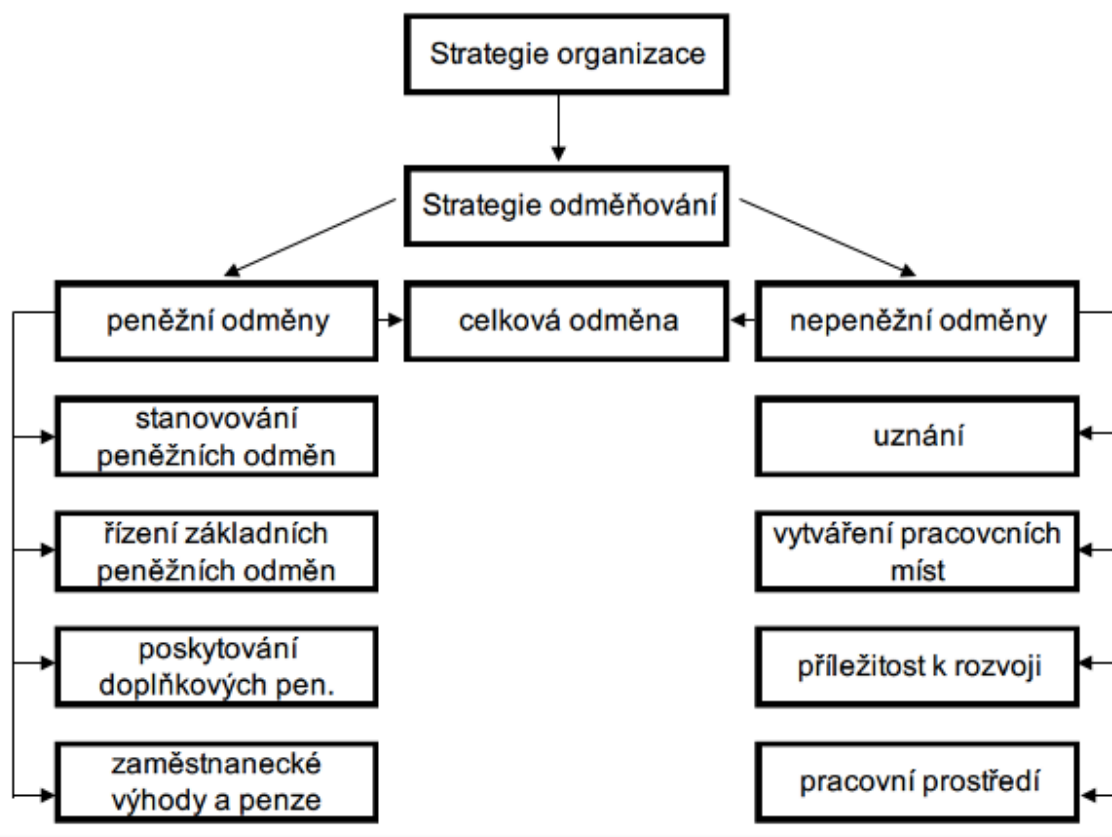 Strategie organizace
Strategie odměňování
peněžní odměny
celková odměna
nepeněžní odměny
stanovování
peněžních odměn
uznání
řízení základních
peněžních odměn
vytváření pracovcních
míst
poskytování
doplňkových pen.
příležitost k rozvoji
zaměstnanecké
výhody a penze
pracovní prostředí